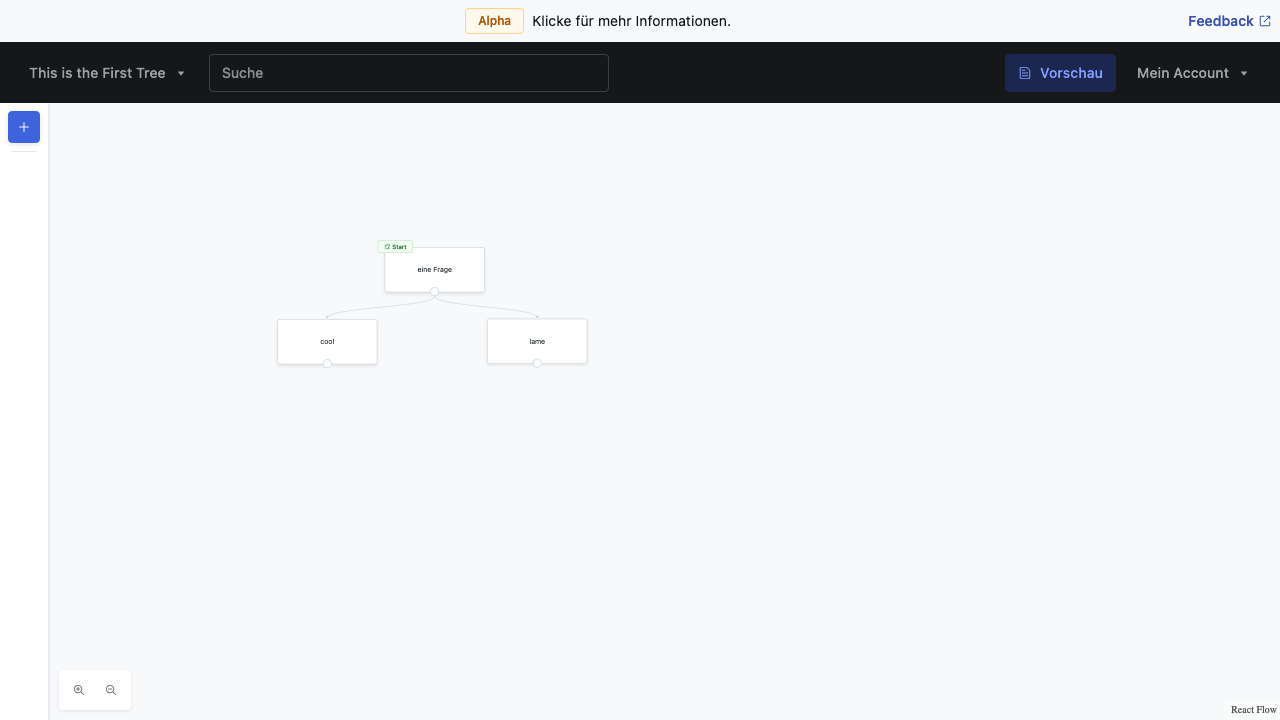 Alpha Klicke für mehr Informationen. Feedback
This is the First Tree Suche Vorschau Mein Account
Start
eine Frage
cool lame
React Flow